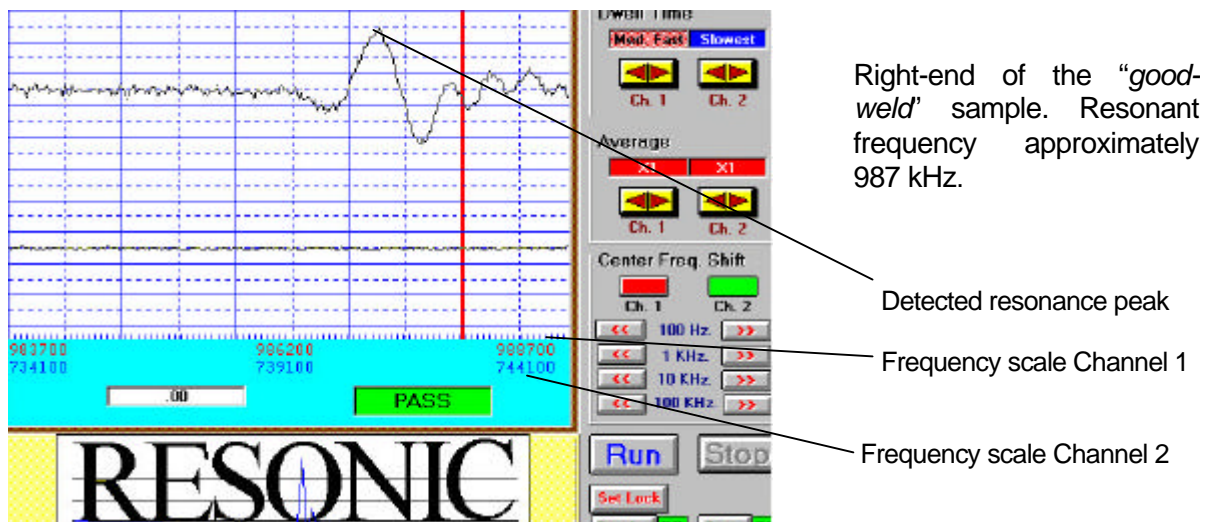 Dwell Time
Med. Fast Slowest
Ch. 1 Ch. 2
Average
X1 X1
Ch. 1 Ch. 2
Center Freq. Shift
Ch. 1 Ch. 2
<< 100 Hz. >>
<< 1 KHz. >>
<< 10 KHz. >>
<< 100 KHz. >>
983700 986200 988700
734100 739100 744100
.00 PASS
RESONIC
Run Stop
Set Lock
Right-end of the “good-
weld” sample. Resonant
frequency approximately
987 kHz.
Detected resonance peak
Frequency scale Channel 1
Frequency scale Channel 2